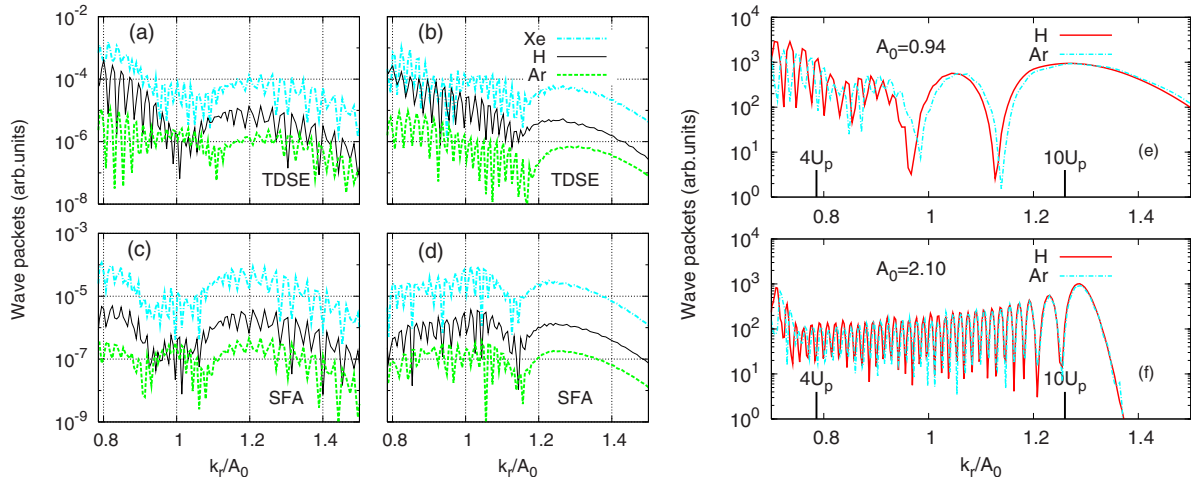 Wave packets (arb.units)
10^-2
10^-4
10^-6
10^-8
(a)
Xe
H
Ar
TDSE
(b)
TDSE
10^-3
10^-5
10^-7
10^-9
(c)
SFA
(d)
SFA
0.8 1 1.2 1.4
0.8 1 1.2 1.4
k_r/A_0
k_r/A_0
Wave packets (arb.units)
10^4
10^3
10^2
10^1
10^0
A_0=0.94
H
Ar
4U_p
10U_p
(e)
0.8 1 1.2 1.4
10^4
10^3
10^2
10^1
10^0
A_0=2.10
H
Ar
4U_p
10U_p
(f)
0.8 1 1.2 1.4
k_r/A_0